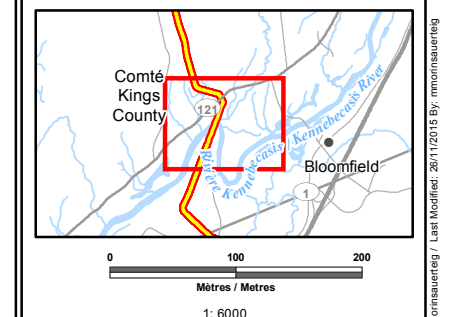 Comté
Kings
County
121
Rivière Kennebecasis / Kennebecasis River
Bloomfield
1
0 100 200
Mètres / Metres
1: 6000
orinsauerteig / Last Modified: 26/11/2015 By: mmorinsauerteig